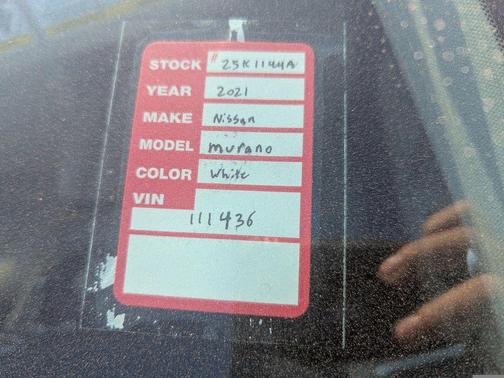 STOCK # 25K1144A
YEAR 2021
MAKE Nissan
MODEL murano
COLOR White
VIN
111436